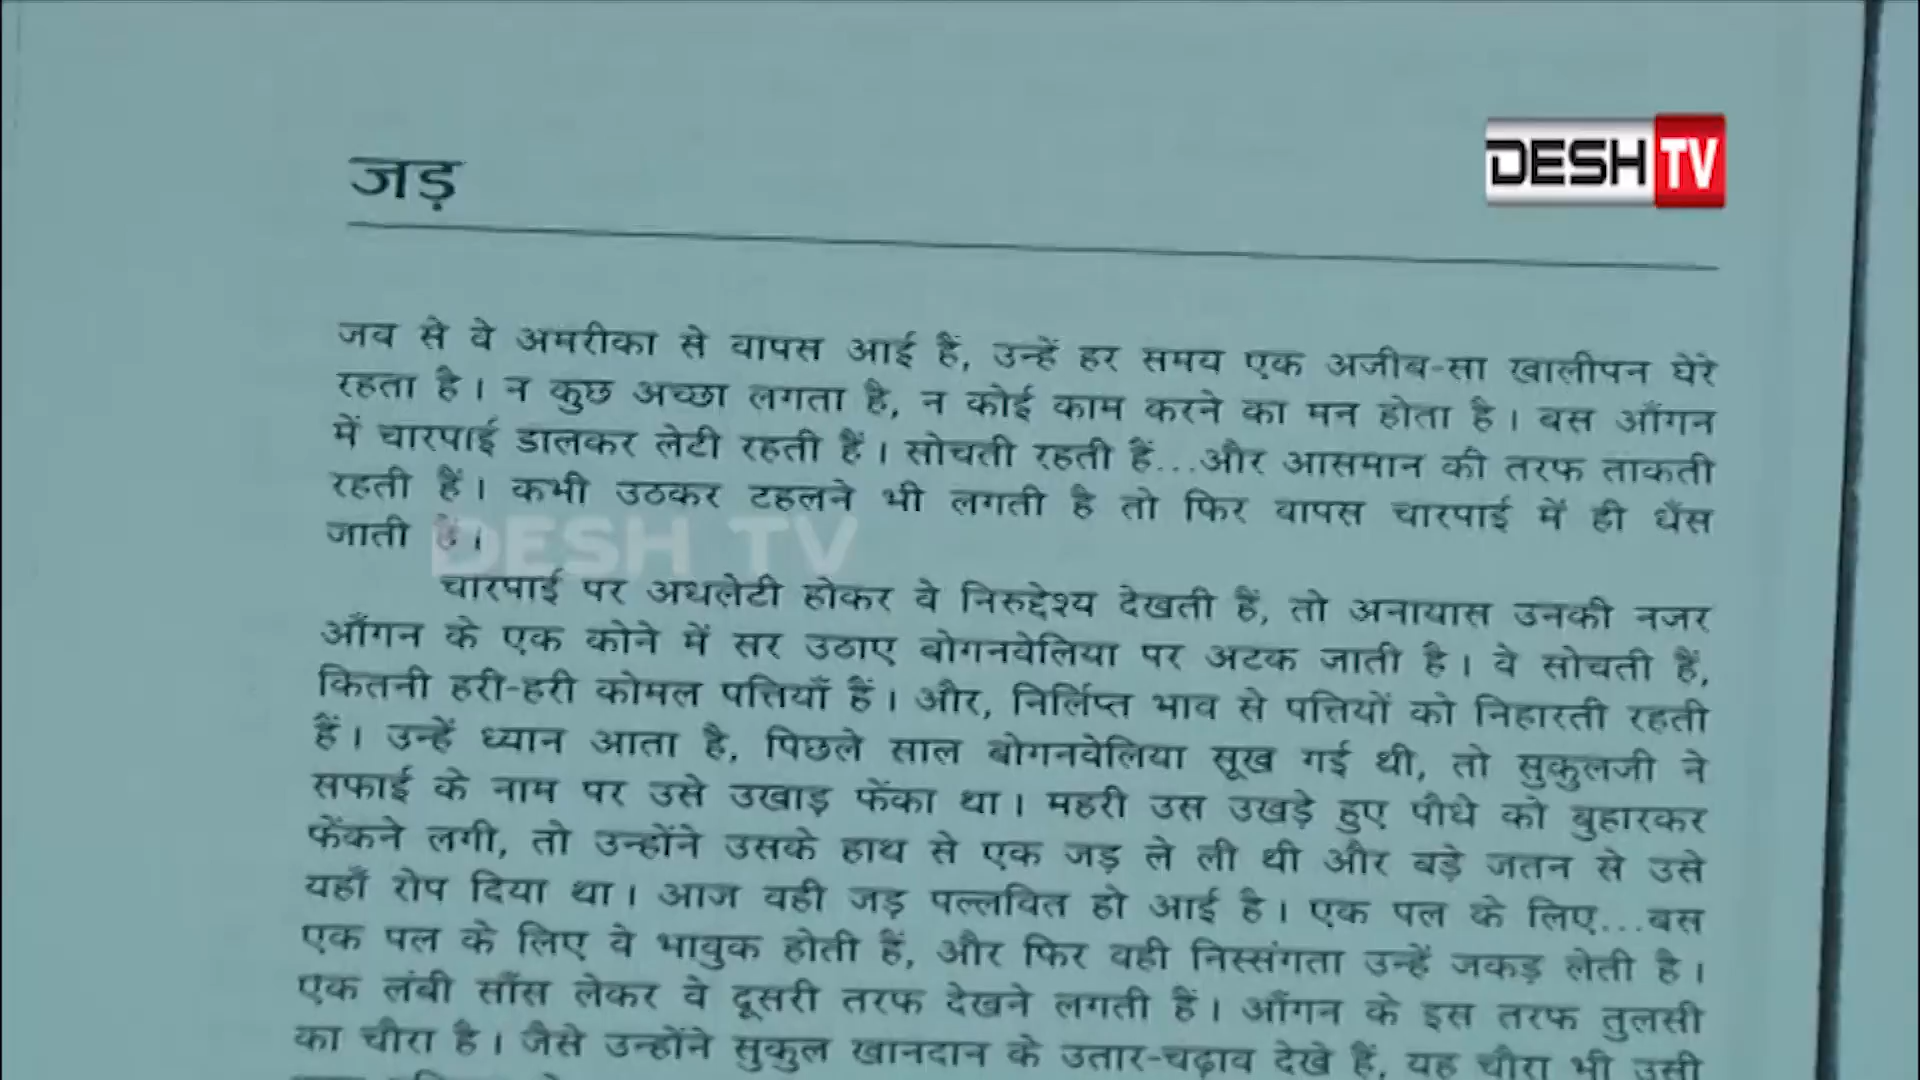 जड़
DESH TV
जब से वे अमरीका से वापस आई हैं, उन्हें हर समय एक अजीब-सा खालीपन घेरे
रहता है। न कुछ अच्छा लगता है, न कोई काम करने का मन होता है। बस आँगन
में चारपाई डालकर लेटी रहती हैं। सोचती रहती हैं...और आसमान की तरफ ताकती
रहती हैं। कभी उठकर टहलने भी लगती है तो फिर वापस चारपाई में ही धँस
जाती हैं।
DESH TV
चारपाई पर अधलेटी होकर वे निरुद्देश्य देखती हैं, तो अनायास उनकी नजर
आँगन के एक कोने में सर उठाए बोगनवेलिया पर अटक जाती है। वे सोचती हैं,
कितनी हरी-हरी कोमल पत्तियाँ हैं। और, निर्लिप्त भाव से पत्तियों को निहारती रहती
हैं। उन्हें ध्यान आता है, पिछले साल बोगनवेलिया सूख गई थी, तो सुकुलजी ने
सफाई के नाम पर उसे उखाड़ फेंका था। महरी उस उखड़े हुए पौधे को बुहारकर
फेंकने लगी, तो उन्होंने उसके हाथ से एक जड़ ले ली थी और बड़े जतन से उसे
यहाँ रोप दिया था। आज वही जड़ पल्लवित हो आई है। एक पल के लिए...बस
एक पल के लिए वे भावुक होती हैं, और फिर वही निस्संगता उन्हें जकड़ लेती है।
एक लंबी साँस लेकर वे दूसरी तरफ देखने लगती हैं। आँगन के इस तरफ तुलसी
का चौरा है। जैसे उन्होंने सुकुल खानदान के उतार-चढ़ाव देखे हैं, यह चौरा भी उसी